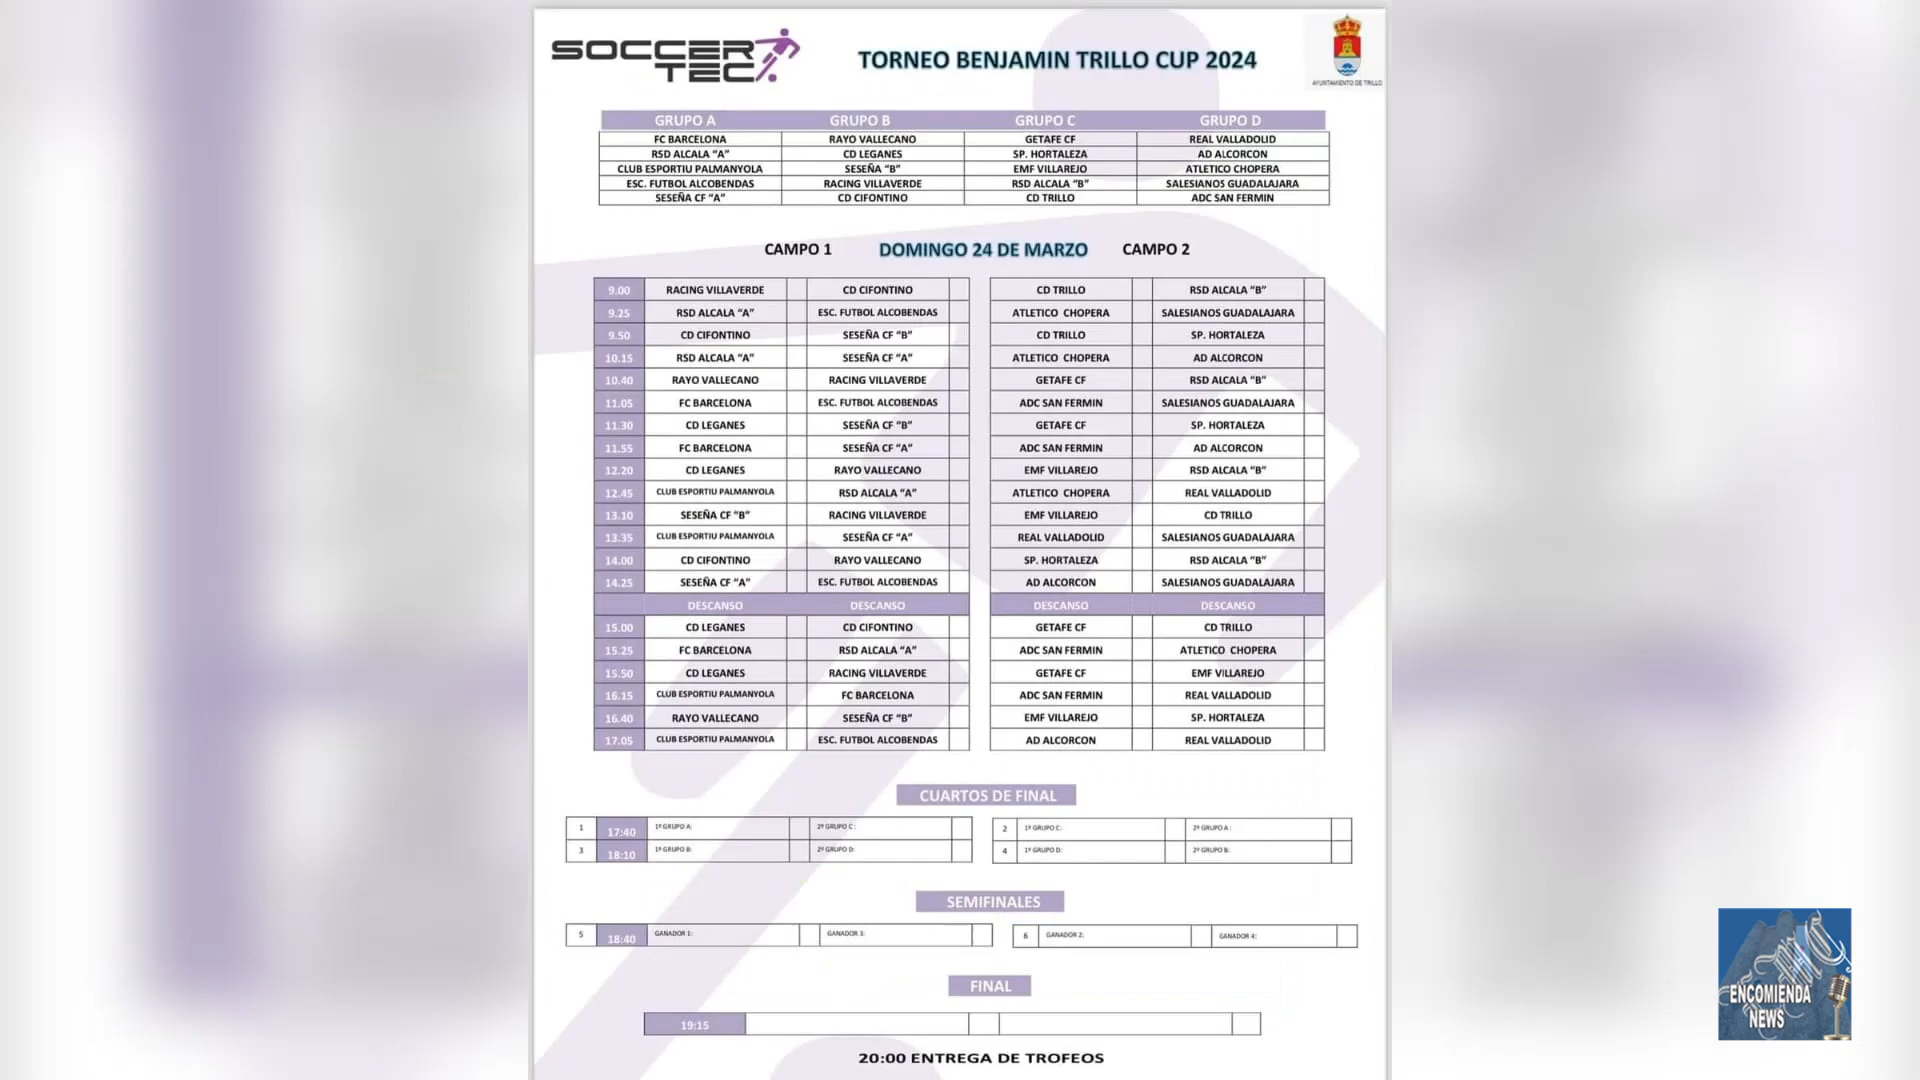 SOCCER
TEC
TORNEO BENJAMIN TRILLO CUP 2024
AYUNTAMIENTO DE TRILLO
GRUPO A GRUPO B GRUPO C GRUPO D
FC BARCELONA RAYO VALLECANO GETAFE CF REAL VALLADOLID
RSD ALCALA “A” CD LEGANES SP. HORTALEZA AD ALCORCON
CLUB ESPORTIU PALMANYOLA SESEÑA “B” EMF VILLAREJO ATLETICO CHOPERA
ESC. FUTBOL ALCOBENDAS RACING VILLAVERDE RSD ALCALA “B” SALESIANOS GUADALAJARA
SESEÑA CF “A” CD CIFONTINO CD TRILLO ADC SAN FERMIN
CAMPO 1 DOMINGO 24 DE MARZO CAMPO 2
9.00 RACING VILLAVERDE CD CIFONTINO CD TRILLO RSD ALCALA “B”
9.25 RSD ALCALA “A” ESC. FUTBOL ALCOBENDAS ATLETICO CHOPERA SALESIANOS GUADALAJARA
9.50 CD CIFONTINO SESEÑA CF “B” CD TRILLO SP. HORTALEZA
10.15 RSD ALCALA “A” SESEÑA CF “A” ATLETICO CHOPERA AD ALCORCON
10.40 RAYO VALLECANO RACING VILLAVERDE GETAFE CF RSD ALCALA “B”
11.05 FC BARCELONA ESC. FUTBOL ALCOBENDAS ADC SAN FERMIN SALESIANOS GUADALAJARA
11.30 CD LEGANES SESEÑA CF “B” GETAFE CF SP. HORTALEZA
11.55 FC BARCELONA SESEÑA CF “A” ADC SAN FERMIN AD ALCORCON
12.20 CD LEGANES RAYO VALLECANO EMF VILLAREJO RSD ALCALA “B”
12.45 CLUB ESPORTIU PALMANYOLA RSD ALCALA “A” ATLETICO CHOPERA REAL VALLADOLID
13.10 SESEÑA CF “B” RACING VILLAVERDE EMF VILLAREJO CD TRILLO
13.35 CLUB ESPORTIU PALMANYOLA SESEÑA CF “A” REAL VALLADOLID SALESIANOS GUADALAJARA
14.00 CD CIFONTINO RAYO VALLECANO SP. HORTALEZA RSD ALCALA “B”
14.25 SESEÑA CF “A” ESC. FUTBOL ALCOBENDAS AD ALCORCON SALESIANOS GUADALAJARA
DESCANSO DESCANSO DESCANSO DESCANSO
15.00 CD LEGANES CD CIFONTINO GETAFE CF CD TRILLO
15.25 FC BARCELONA RSD ALCALA “A” ADC SAN FERMIN ATLETICO CHOPERA
15.50 CD LEGANES RACING VILLAVERDE GETAFE CF EMF VILLAREJO
16.15 CLUB ESPORTIU PALMANYOLA FC BARCELONA ADC SAN FERMIN REAL VALLADOLID
16.40 RAYO VALLECANO SESEÑA CF “B” EMF VILLAREJO SP. HORTALEZA
17.05 CLUB ESPORTIU PALMANYOLA ESC. FUTBOL ALCOBENDAS AD ALCORCON REAL VALLADOLID
CUARTOS DE FINAL
1 17:40 1º GRUPO A: 2º GRUPO C: 2 1º GRUPO C: 2º GRUPO A:
3 18:10 1º GRUPO B: 2º GRUPO D: 4 1º GRUPO D: 2º GRUPO B:
SEMIFINALES
5 18:40 GANADOR 1: GANADOR 3: 6 GANADOR 2: GANADOR 4:
FINAL
19:15
20:00 ENTREGA DE TROFEOS
ENCOMIENDA
NEWS